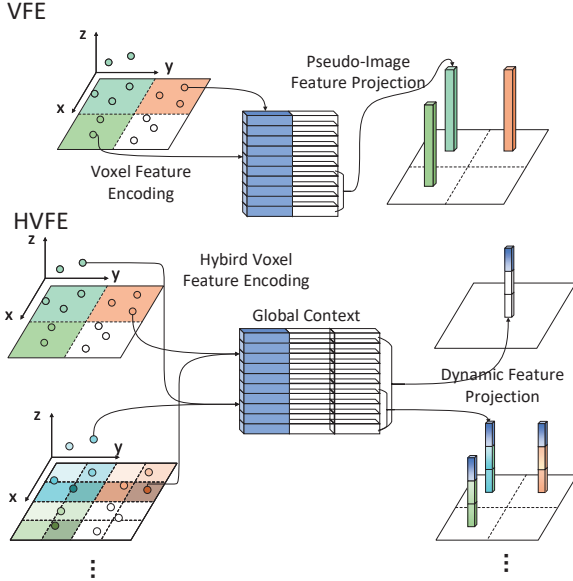 VFE
z
y
x
Pseudo-Image
Feature Projection
Voxel Feature
Encoding
HVFE
z
y
x
Hybird Voxel
Feature Encoding
Global Context
Dynamic Feature
Projection
z
y
x
⋮
⋮